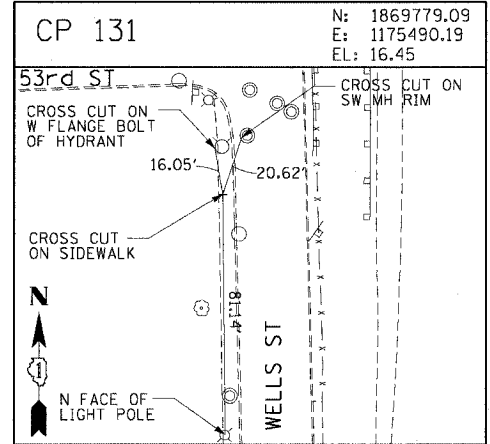 CP 131
N: 1869779.09
E: 1175490.19
EL: 16.45
53rd ST
CROSS CUT ON
SW MH RIM
CROSS CUT ON
W FLANGE BOLT
OF HYDRANT
16.05'
20.62'
CROSS CUT
ON SIDEWALK
N
81.14'
WELLS ST
1
N FACE OF
LIGHT POLE